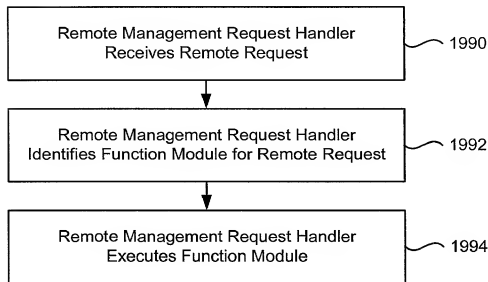 Remote Management Request Handler
Receives Remote Request
1990
Remote Management Request Handler
Identifies Function Module for Remote Request
1992
Remote Management Request Handler
Executes Function Module
1994